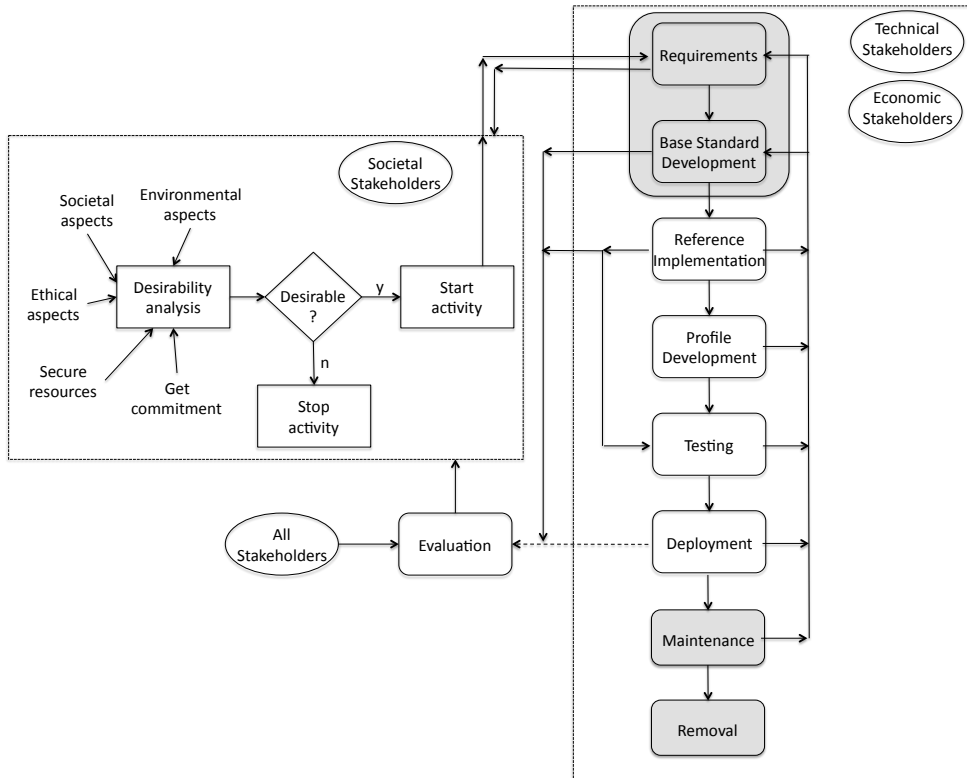 Technical
Stakeholders
Requirements
Economic
Stakeholders
Base Standard
Development
Societal
Stakeholders
Environmental
aspects
Societal
aspects
Reference
Implementation
Ethical
aspects
Desirability
analysis
Desirable
?
y
Start
activity
n
Secure
resources
Get
commitment
Stop
activity
Profile
Development
Testing
All
Stakeholders
Evaluation
Deployment
Maintenance
Removal